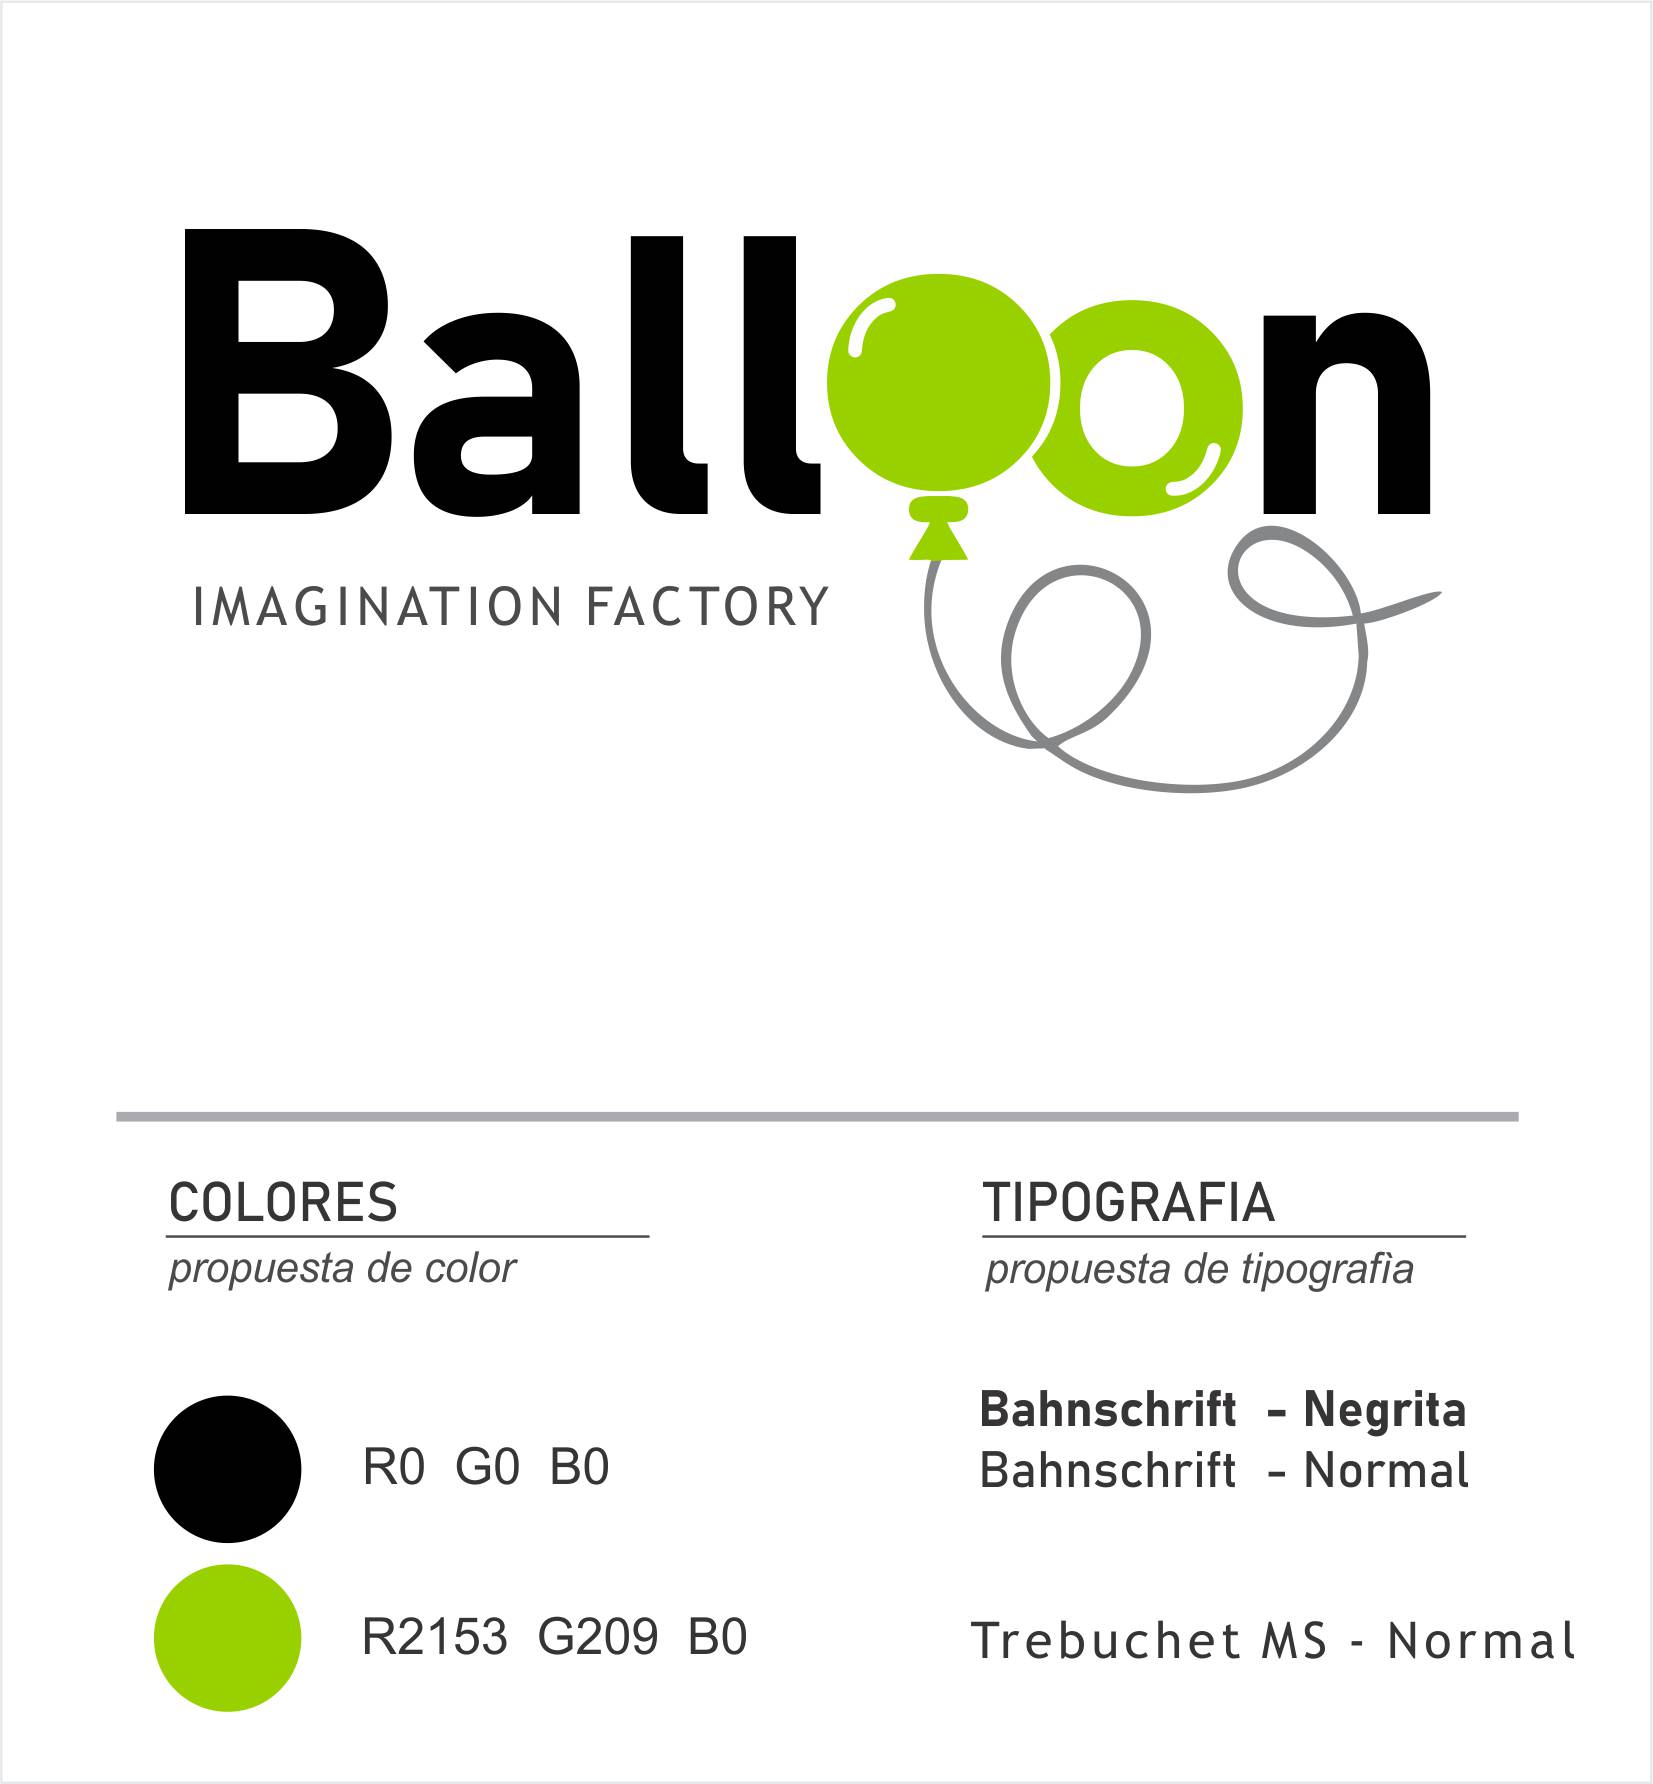 Balloon
IMAGINATION FACTORY
COLORES
propuesta de color
R0 G0 B0
R2153 G209 B0
TIPOGRAFIA
propuesta de tipografìa
Bahnschrift - Negrita
Bahnschrift - Normal
Trebuchet MS - Normal